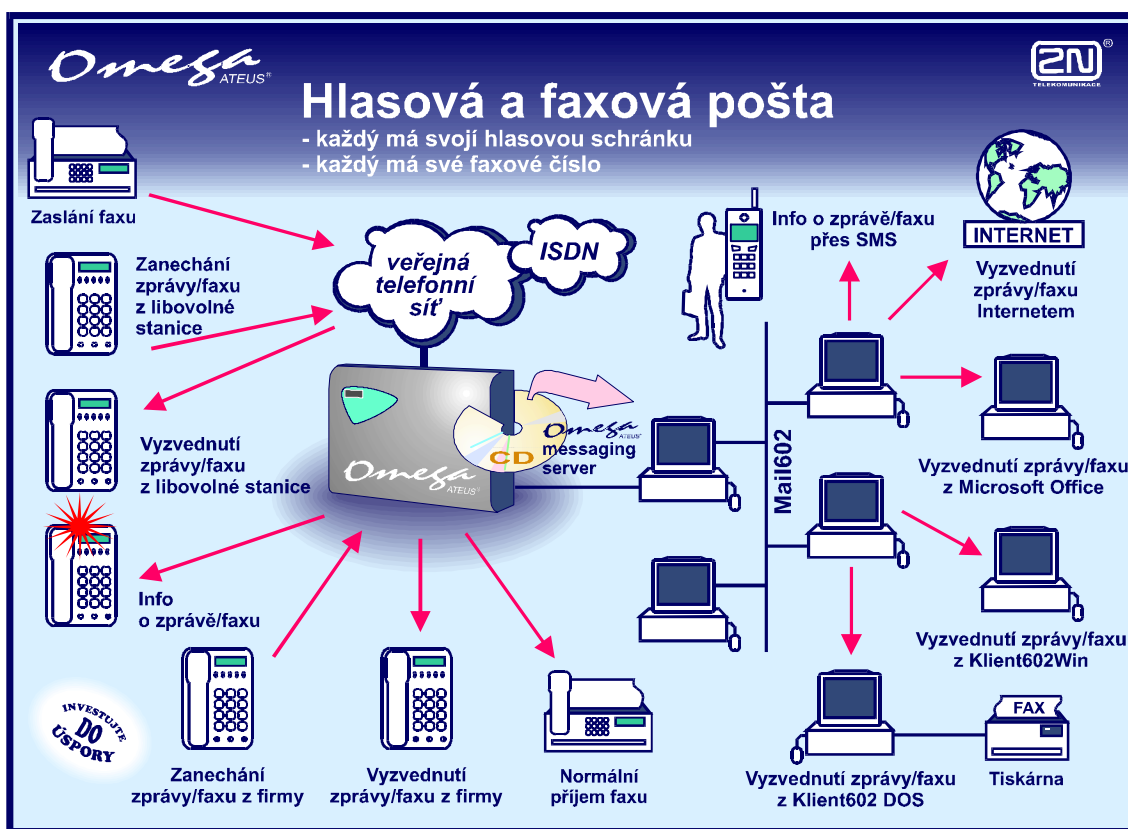 Omega
ATEUS®
2N®
TELEKOMUNIKACE
Hlasová a faxová pošta
- každý má svojí hlasovou schránku
- každý má své faxové číslo
Zaslání faxu
Zanechání
zprávy/faxu
z libovolné
stanice
veřejná
telefonní
síť
ISDN
Info o zprávě/faxu
přes SMS
INTERNET
Vyzvednutí
zprávy/faxu
Internetem
Vyzvednutí
zprávy/faxu
z libovolné stanice
Omega
ATEUS®
CD
Omega
ATEUS®
messaging
server
Mail602
Vyzvednutí zprávy/faxu
z Microsoft Office
Info
o zprávě/faxu
Vyzvednutí zprávy/faxu
z Klient602Win
INVESTUJTE
DO
ÚSPORY
Zanechání
zprávy/faxu z firmy
Vyzvednutí
zprávy/faxu z firmy
Normální
příjem faxu
Vyzvednutí zprávy/faxu
z Klient602 DOS
FAX
Tiskárna